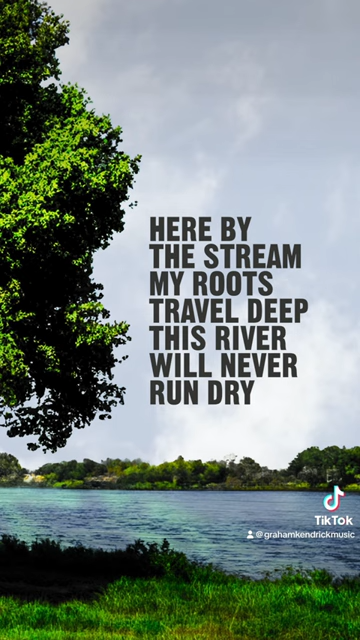 HERE BY
THE STREAM
MY ROOTS
TRAVEL DEEP
THIS RIVER
WILL NEVER
RUN DRY
TikTok
@grahamkendrickmusic